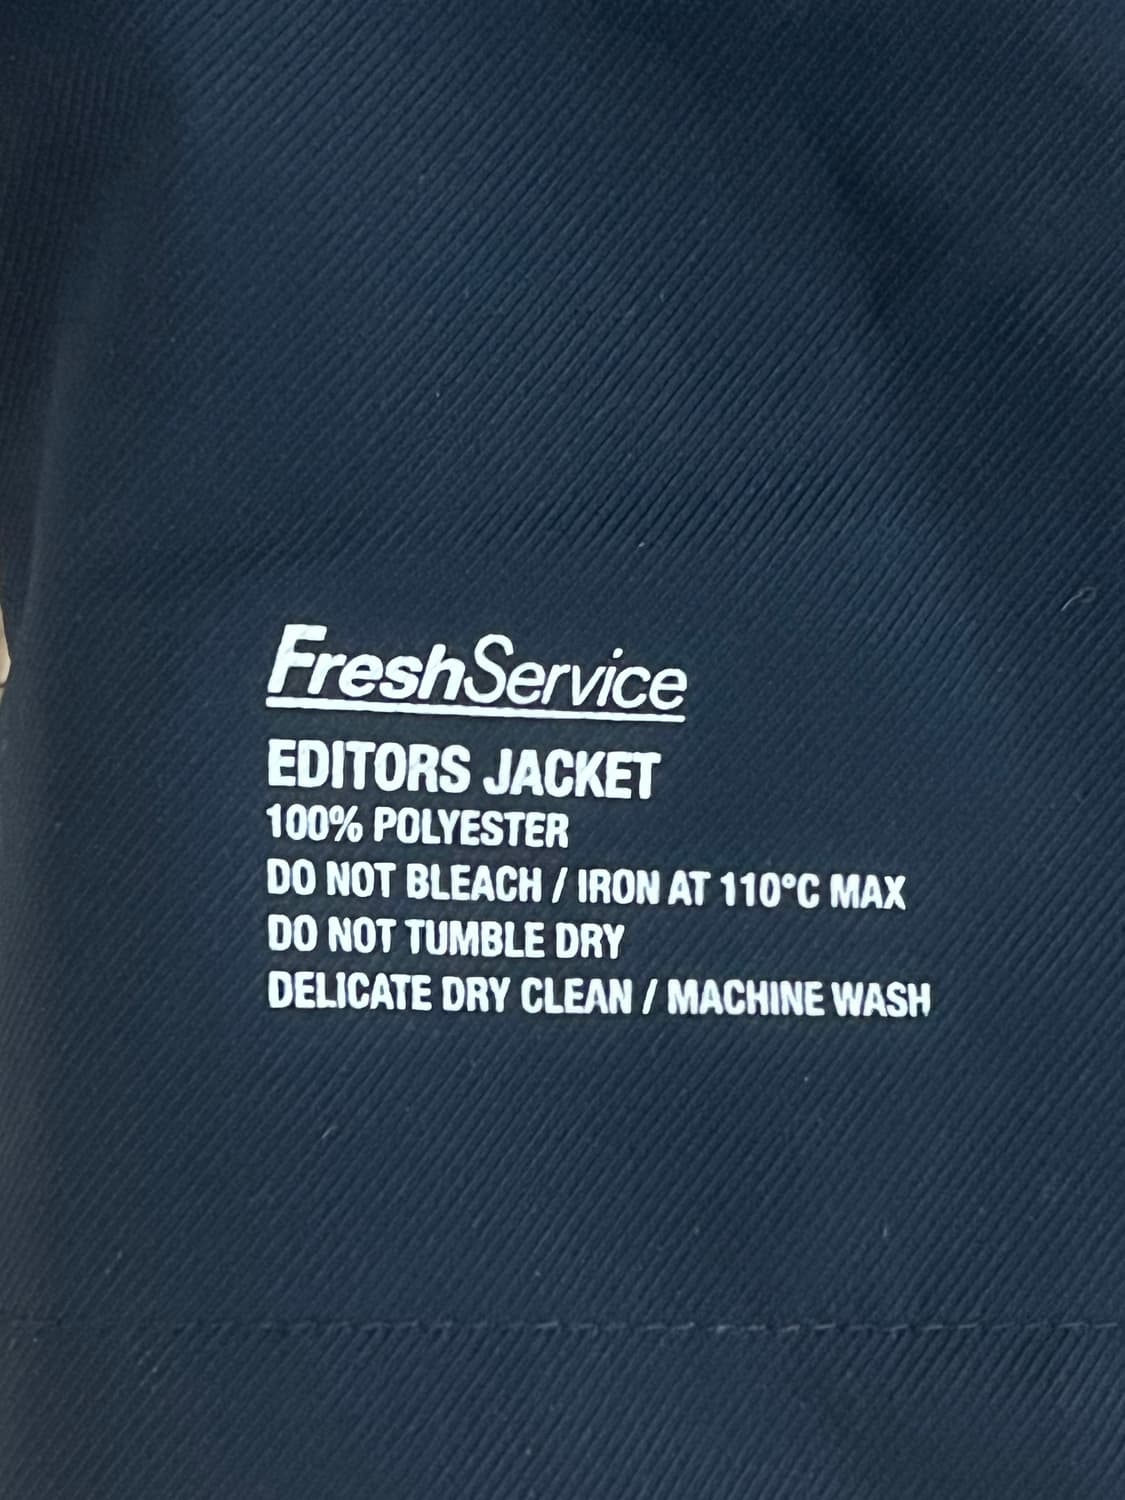 FreshService
EDITORS JACKET
100% POLYESTER
DO NOT BLEACH / IRON AT 110°C MAX
DO NOT TUMBLE DRY
DELICATE DRY CLEAN / MACHINE WASH